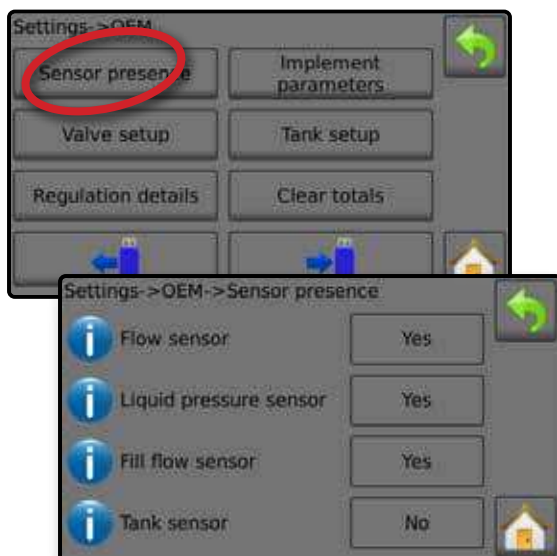 Settings->OEM
Sensor presence
Implement
parameters
Valve setup
Tank setup
Regulation details
Clear totals
Settings->OEM->Sensor presence
Flow sensor
Yes
Liquid pressure sensor
Yes
Fill flow sensor
Yes
Tank sensor
No